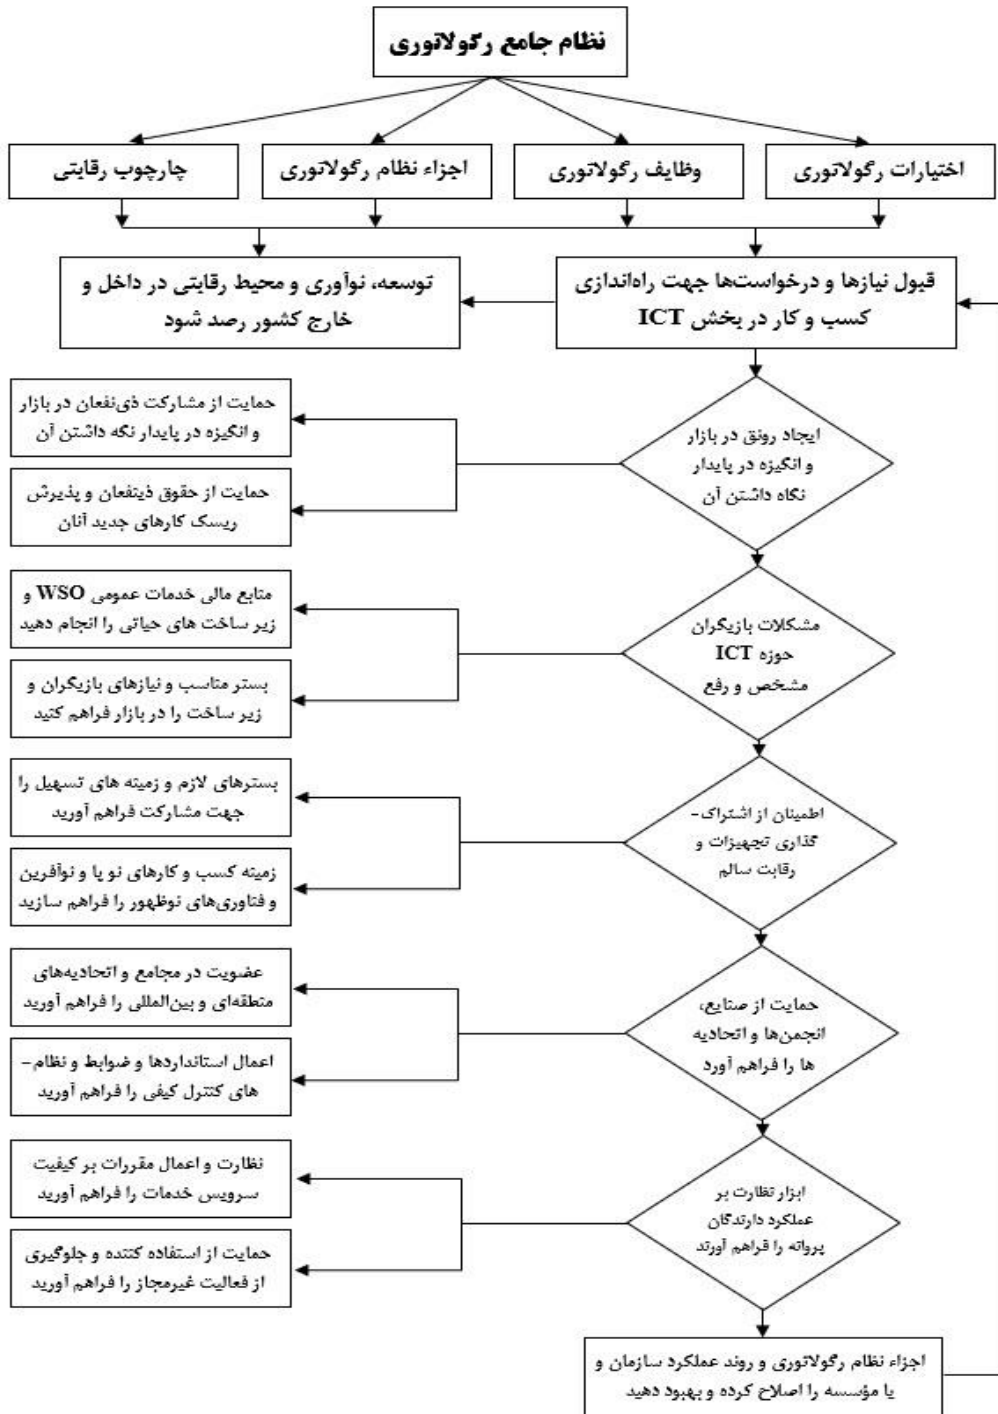 نظام جامع رگولاتوری
اختیارات رگولاتوری
وظایف رگولاتوری
اجزاء نظام رگولاتوری
چارچوب رقابتی
قبول نیازها و درخواست‌ها جهت راه‌اندازی
کسب و کار در بخش ICT
توسعه، نوآوری و محیط رقابتی در داخل و
خارج کشور رصد شود
ایجاد رونق در بازار
و انگیزه در پایدار
نگاه داشتن آن
حمایت از مشارکت ذی‌نفعان در بازار
و انگیزه در پایدار نگه داشتن آن
حمایت از حقوق ذینفعان و پذیرش
ریسک کارهای جدید آنان
مشکلات بازیگران
حوزه ICT
مشخص و رفع
منابع مالی خدمات عمومی WSO و
زیر ساخت های حیاتی را انجام دهید
بستر مناسب و نیازهای بازیگران و
زیر ساخت را در بازار فراهم کنید
اطمینان از اشتراک-
گذاری تجهیزات و
رقابت سالم
بسترهای لازم و زمینه های تسهیل را
جهت مشارکت فراهم آورید
زمینه کسب و کارهای نو پا و نوآفرین
و فناوری‌های نوظهور را فراهم سازید
حمایت از صنایع،
انجمن‌ها و اتحادیه
ها را فراهم آورد
عضویت در مجامع و اتحادیه‌های
منطقه‌ای و بین‌المللی را فراهم آورید
اعمال استانداردها و ضوابط و نظام-
های کنترل کیفی را فراهم آورید
ابزار نظارت بر
عملکرد دارندگان
پروانه را فراهم آورند
نظارت و اعمال مقررات بر کیفیت
سرویس خدمات را فراهم آورید
حمایت از استفاده کننده و جلوگیری
از فعالیت غیرمجاز را فراهم آورید
اجزاء نظام رگولاتوری و روند عملکرد سازمان و
یا مؤسسه را اصلاح کرده و بهبود دهید